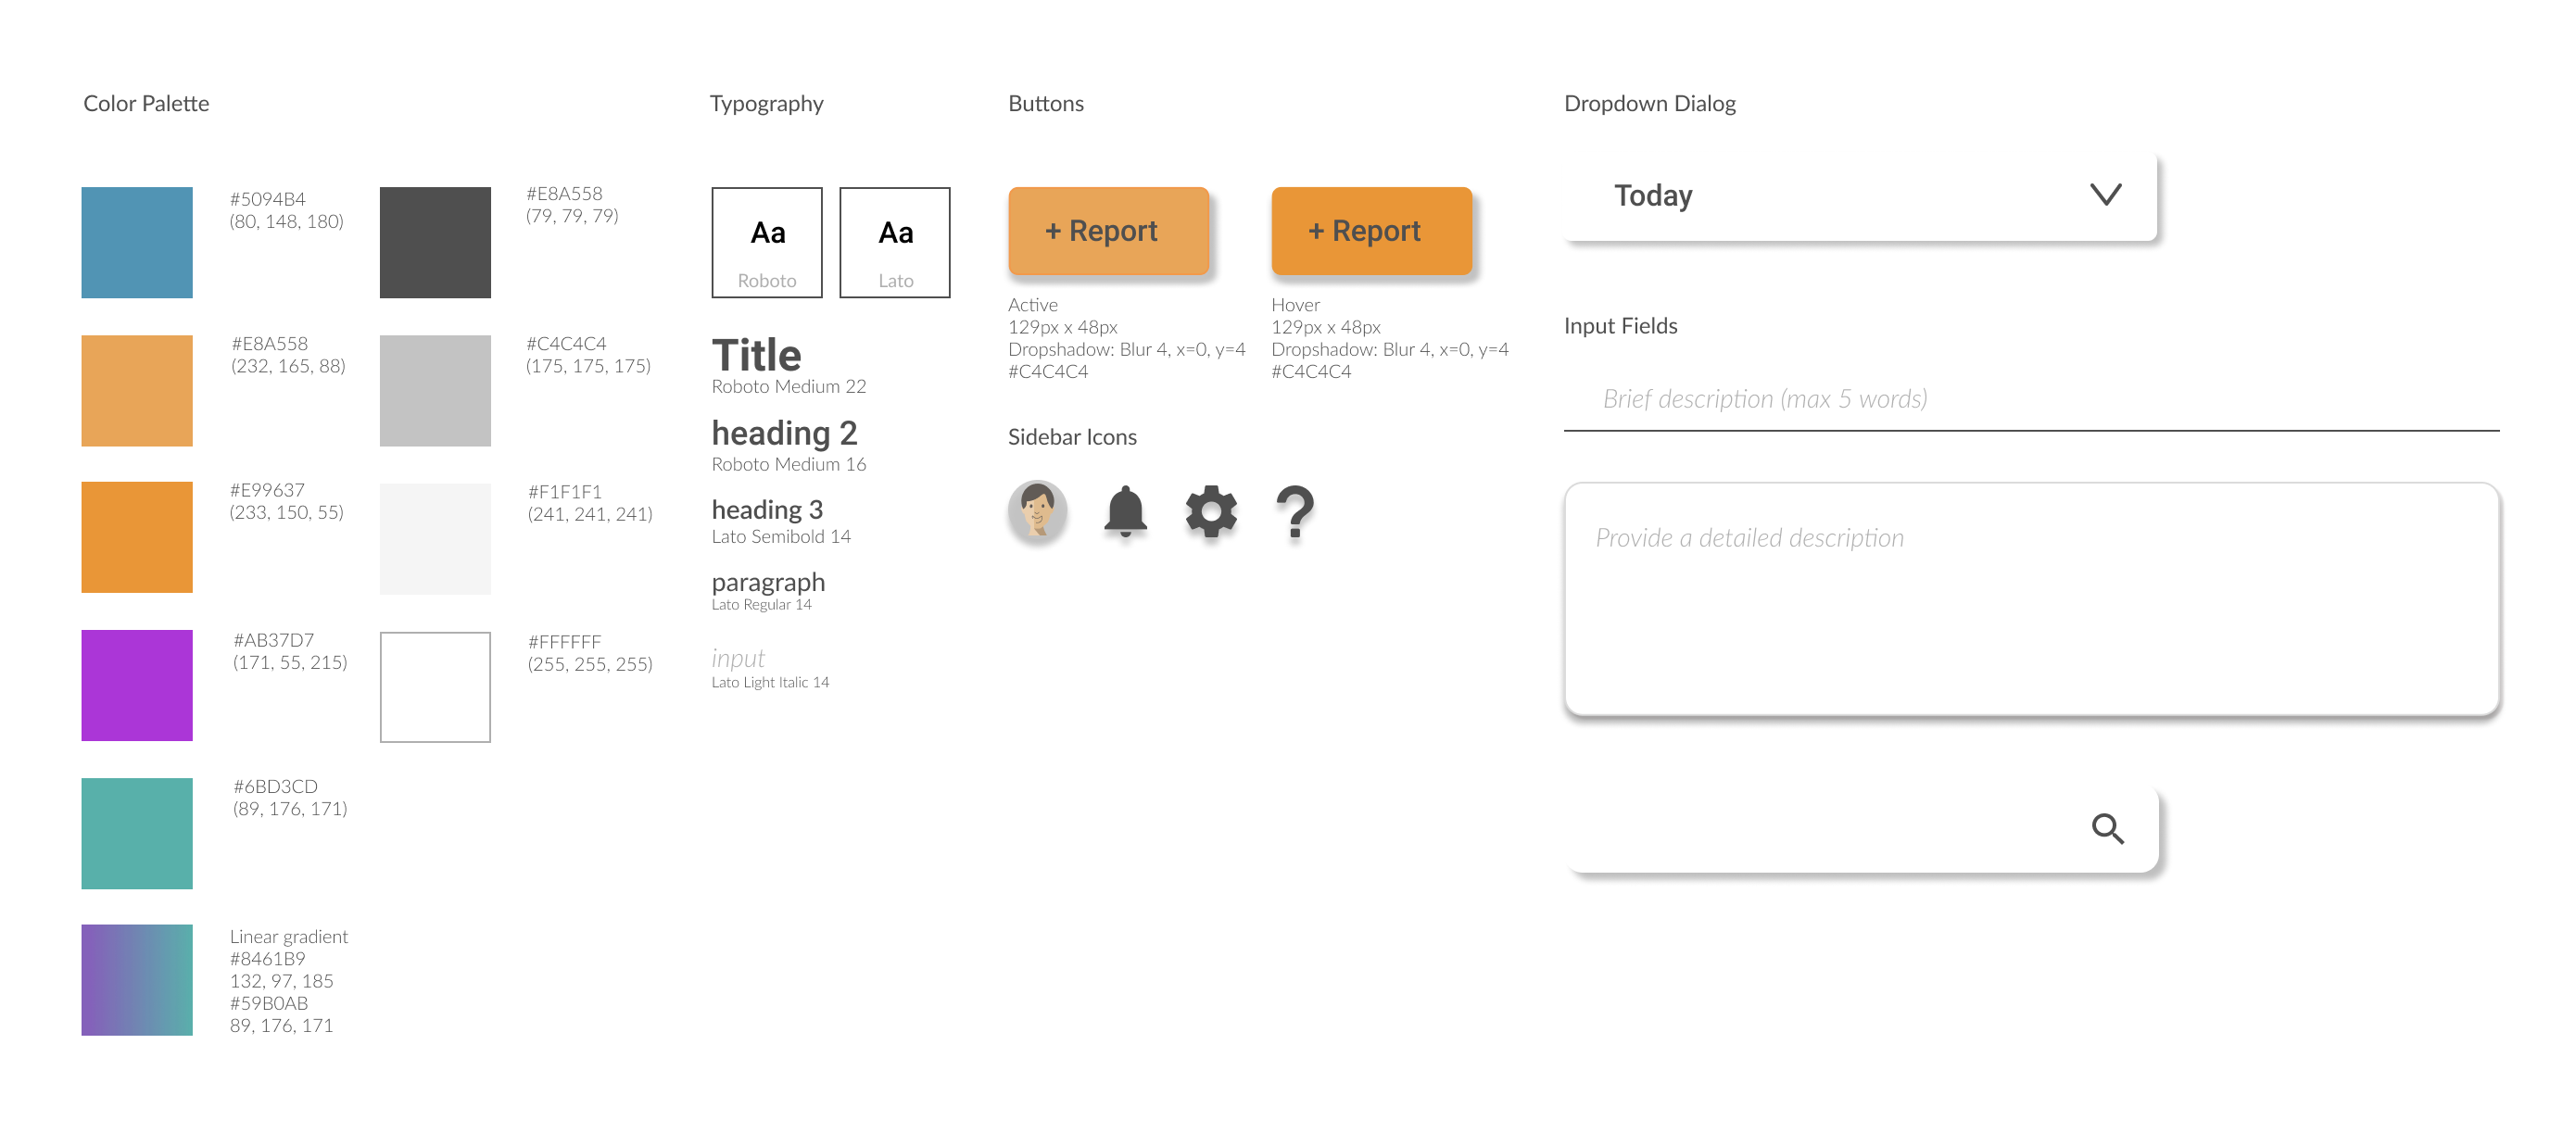 Color Palette
#5094B4
(80, 148, 180)
#E8A558
(79, 79, 79)
#E8A558
(232, 165, 88)
#C4C4C4
(175, 175, 175)
#E99637
(233, 150, 55)
#F1F1F1
(241, 241, 241)
#AB37D7
(171, 55, 215)
#FFFFFF
(255, 255, 255)
#6BD3CD
(89, 176, 171)
Linear gradient
#8461B9
132, 97, 185
#59B0AB
89, 176, 171
Typography
Aa
Roboto
Aa
Lato
Title
Roboto Medium 22
heading 2
Roboto Medium 16
heading 3
Lato Semibold 14
paragraph
Lato Regular 14
input
Lato Light Italic 14
Buttons
+ Report
Active
129px x 48px
Dropshadow: Blur 4, x=0, y=4
#C4C4C4
+ Report
Hover
129px x 48px
Dropshadow: Blur 4, x=0, y=4
#C4C4C4
Sidebar Icons
?
Dropdown Dialog
Today
Input Fields
Brief description (max 5 words)
Provide a detailed description